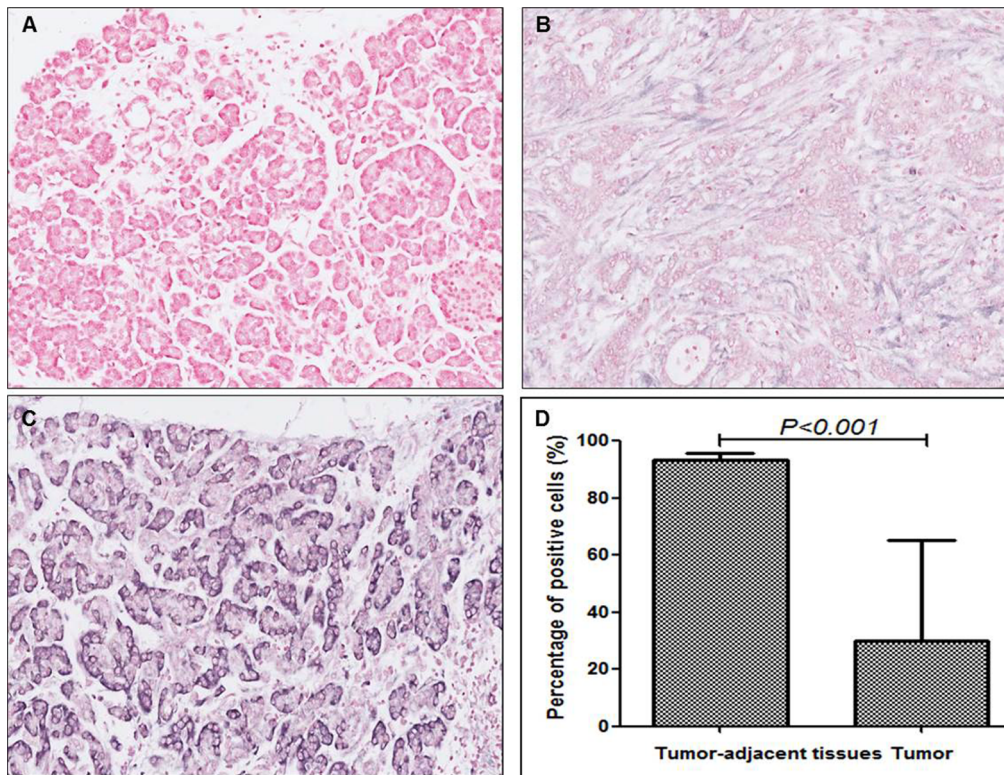 A
B
C
D
P<0.001
Percentage of positive cells (%)
100
80
60
40
20
0
Tumor-adjacent tissues Tumor